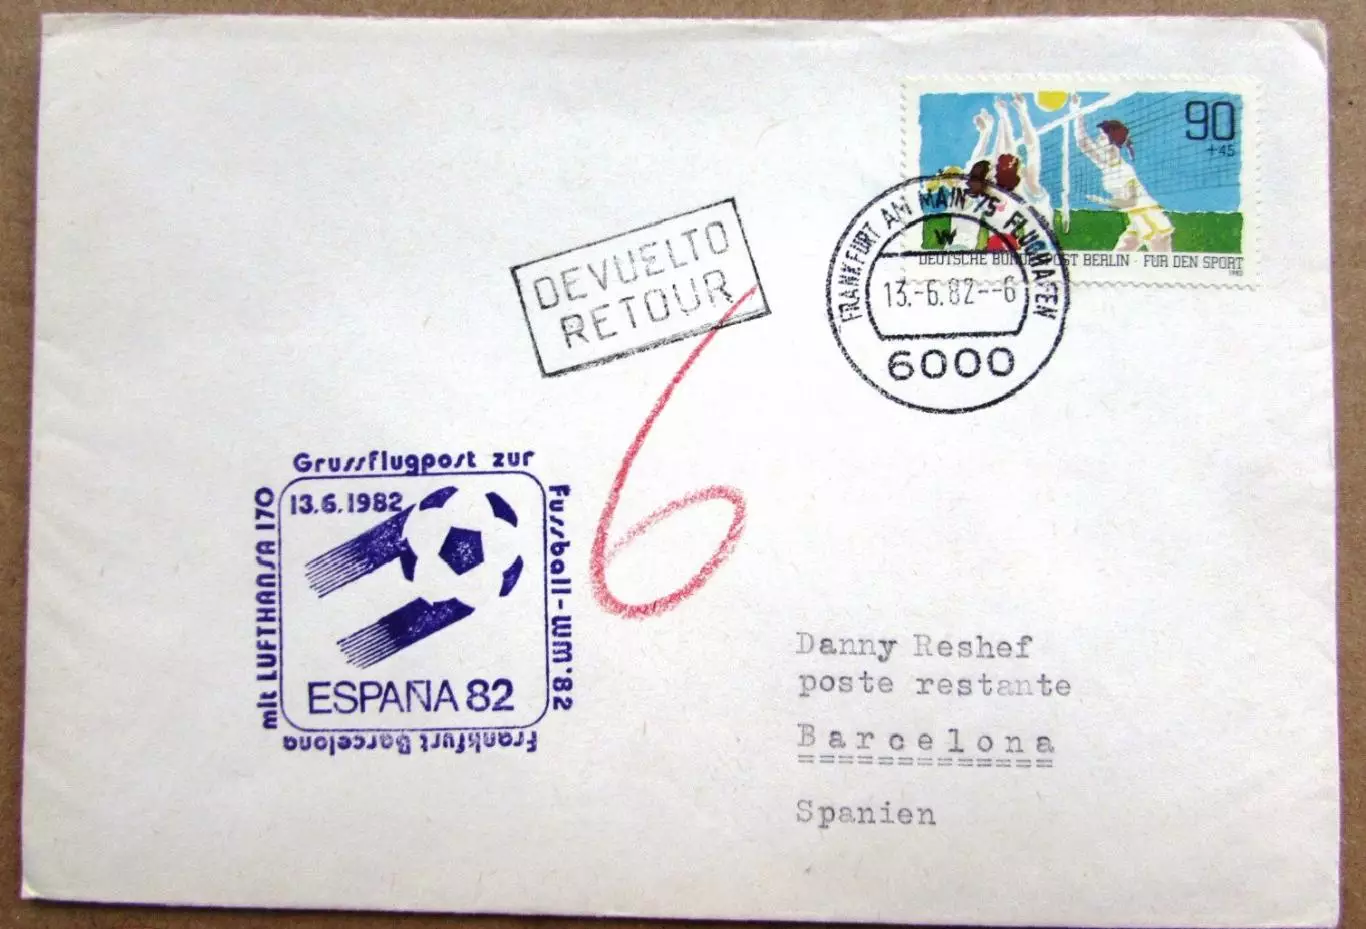 90
+45
DEUTSCHE BUNDESPOST BERLIN · FÜR DEN SPORT
1982
FRANKFURT AM MAIN 75 FLUGHAFEN
w
13.-6.82--6
6000
DEVUELTO
RETOUR
6
Grussflugpost zur
Fussball-WM'82
mit LUFTHANSA 170
13.6.1982
ESPAÑA 82
Frankfurt Barcelona
Danny Reshef
poste restante
Barcelona
Spanien